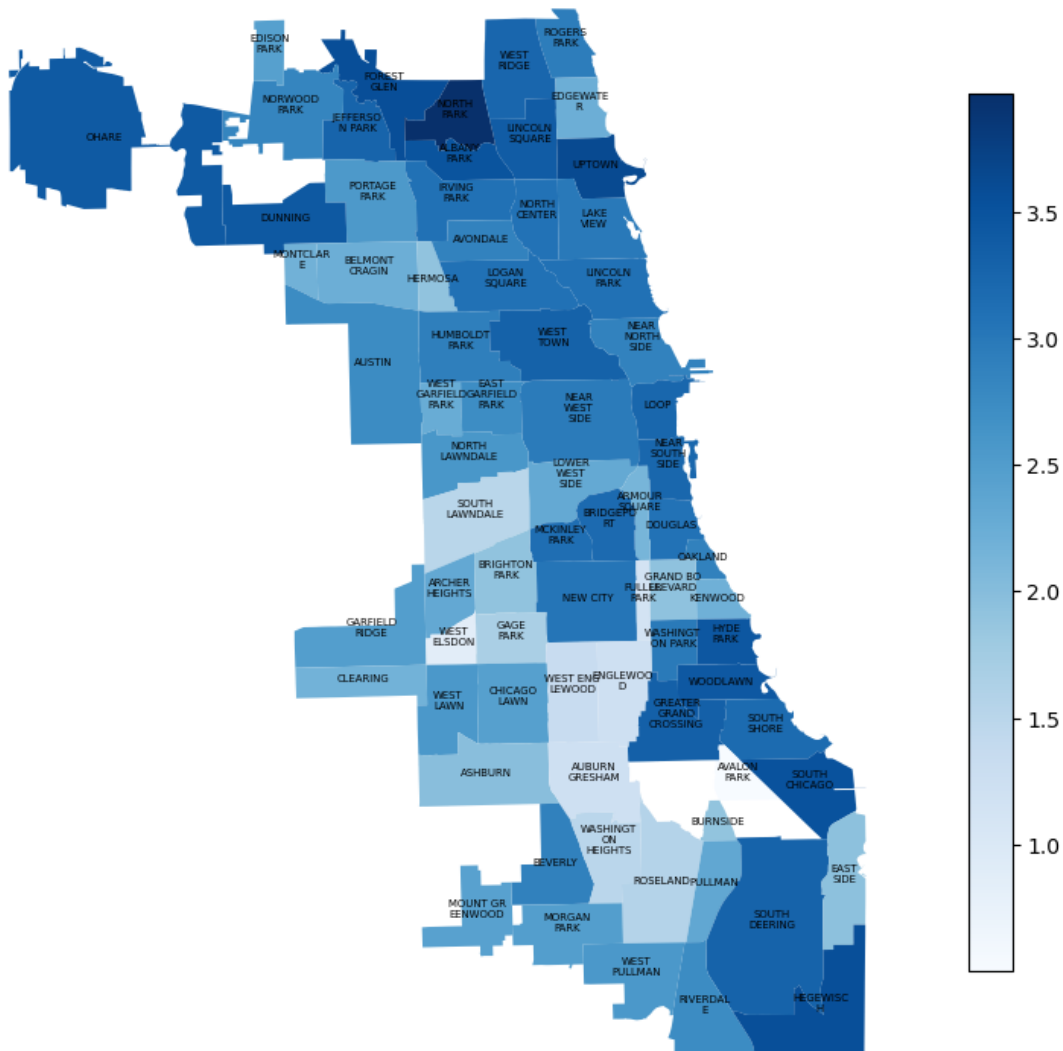 EDISON
PARK
ROGERS
PARK
WEST
RIDGE
FOREST
GLEN
NORWOOD
PARK
NORTH
PARK
EDGEWATE
R
JEFFERSO
N PARK
LINCOLN
SQUARE
OHARE
ALBANY
PARK
UPTOWN
PORTAGE
PARK
IRVING
PARK
NORTH
CENTER
LAKE
VIEW
DUNNING
AVONDALE
MONTCLAR
E
BELMONT
CRAGIN
HERMOSA
LOGAN
SQUARE
LINCOLN
PARK
HUMBOLDT
PARK
WEST
TOWN
NEAR
NORTH
SIDE
AUSTIN
WEST
GARFIELD
PARK
EAST
GARFIELD
PARK
NEAR
WEST
SIDE
LOOP
NORTH
LAWNDALE
NEAR
SOUTH
SIDE
LOWER
WEST
SIDE
SOUTH
LAWNDALE
ARMOUR
SQUARE
BRIDGEPO
RT
MCKINLEY
PARK
DOUGLAS
OAKLAND
BRIGHTON
PARK
ARCHER
HEIGHTS
NEW CITY
FULLER
PARK
GRAND BO
ULEVARD
KENWOOD
GARFIELD
RIDGE
WEST
ELSDON
GAGE
PARK
WASHINGT
ON PARK
HYDE
PARK
CLEARING
WEST
LAWN
CHICAGO
LAWN
WEST ENG
LEWOOD
ENGLEWOO
D
WOODLAWN
GREATER
GRAND
CROSSING
SOUTH
SHORE
ASHBURN
AUBURN
GRESHAM
AVALON
PARK
SOUTH
CHICAGO
BURNSIDE
WASHINGT
ON
HEIGHTS
BEVERLY
ROSELAND
PULLMAN
EAST
SIDE
MOUNT GR
EENWOOD
MORGAN
PARK
SOUTH
DEERING
WEST
PULLMAN
RIVERDAL
E
HEGEWISC
H
3.5
3.0
2.5
2.0
1.5
1.0